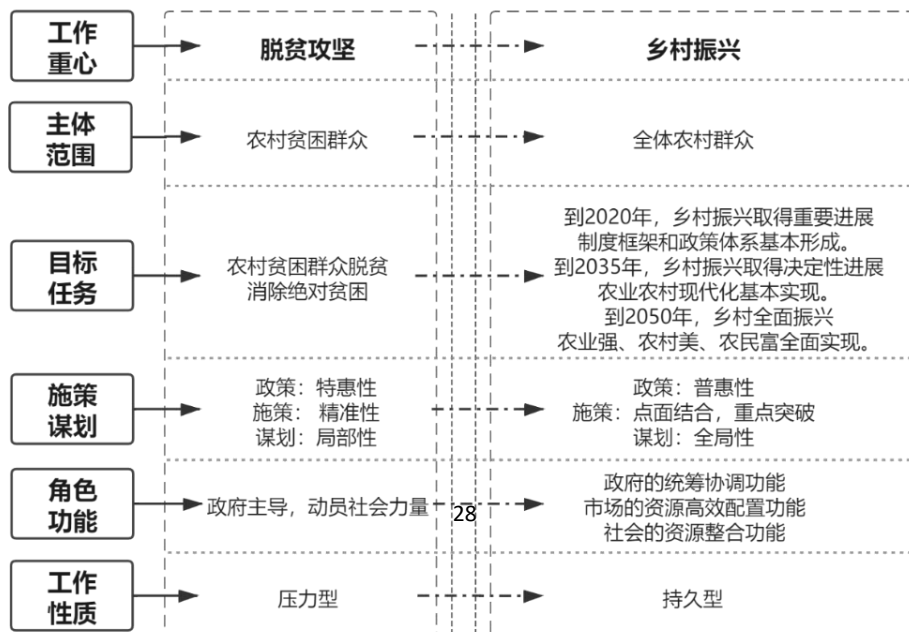 工作
重心
脱贫攻坚
乡村振兴
主体
范围
农村贫困群众
全体农村群众
目标
任务
农村贫困群众脱贫
消除绝对贫困
到2020年，乡村振兴取得重要进展
制度框架和政策体系基本形成。
到2035年，乡村振兴取得决定性进展
农业农村现代化基本实现。
到2050年，乡村全面振兴
农业强、农村美、农民富全面实现。
施策
谋划
政策：特惠性
施策： 精准性
谋划：局部性
政策：普惠性
施策：点面结合，重点突破
谋划：全局性
角色
功能
政府主导，动员社会力量
28
政府的统筹协调功能
市场的资源高效配置功能
社会的资源整合功能
工作
性质
压力型
持久型